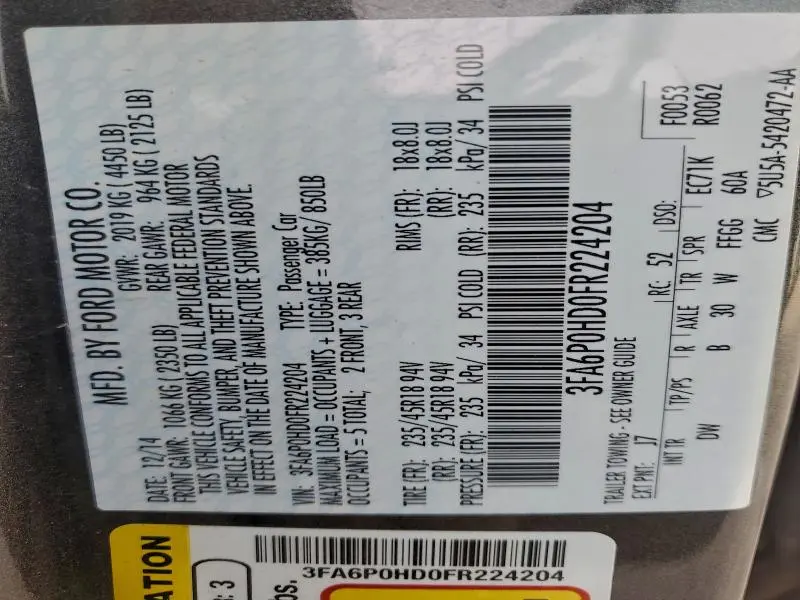 MFD. BY FORD MOTOR CO.
DATE: 12/14 GVWR: 2019 KG ( 4450 LB)
FRONT GAWR: 1066 KG ( 2350 LB) REAR GAWR: 964 KG ( 2125 LB)
THIS VEHICLE CONFORMS TO ALL APPLICABLE FEDERAL MOTOR
VEHICLE SAFETY, BUMPER, AND THEFT PREVENTION STANDARDS
IN EFFECT ON THE DATE OF MANUFACTURE SHOWN ABOVE.
VIN: 3FA6P0HD0FR224204 TYPE: Passenger Car
MAXIMUM LOAD = OCCUPANTS + LUGGAGE = 385KG/ 850LB
OCCUPANTS = 5 TOTAL; 2 FRONT, 3 REAR
TIRE (FR): 235/45R18 94V RIMS (FR): 18x8.0J
(RR): 235/45R18 94V (RR): 18x8.0J
PRESSURE (FR): 235 kPa/ 34 PSI COLD (RR): 235 kPa/ 34 PSI COLD
3FA6P0HD0FR224204
TRAILER TOWING - SEE OWNER GUIDE
F0053
EXT PNT: J7 RC: 52 DSO: R0062
INT TR TP/PS R AXLE TR SPR EC71K
DW B 30 W FFGG 60A
CMC ▽5U5A-5420472-AA
ATION
: 3
bs.
3FA6P0HD0FR224204